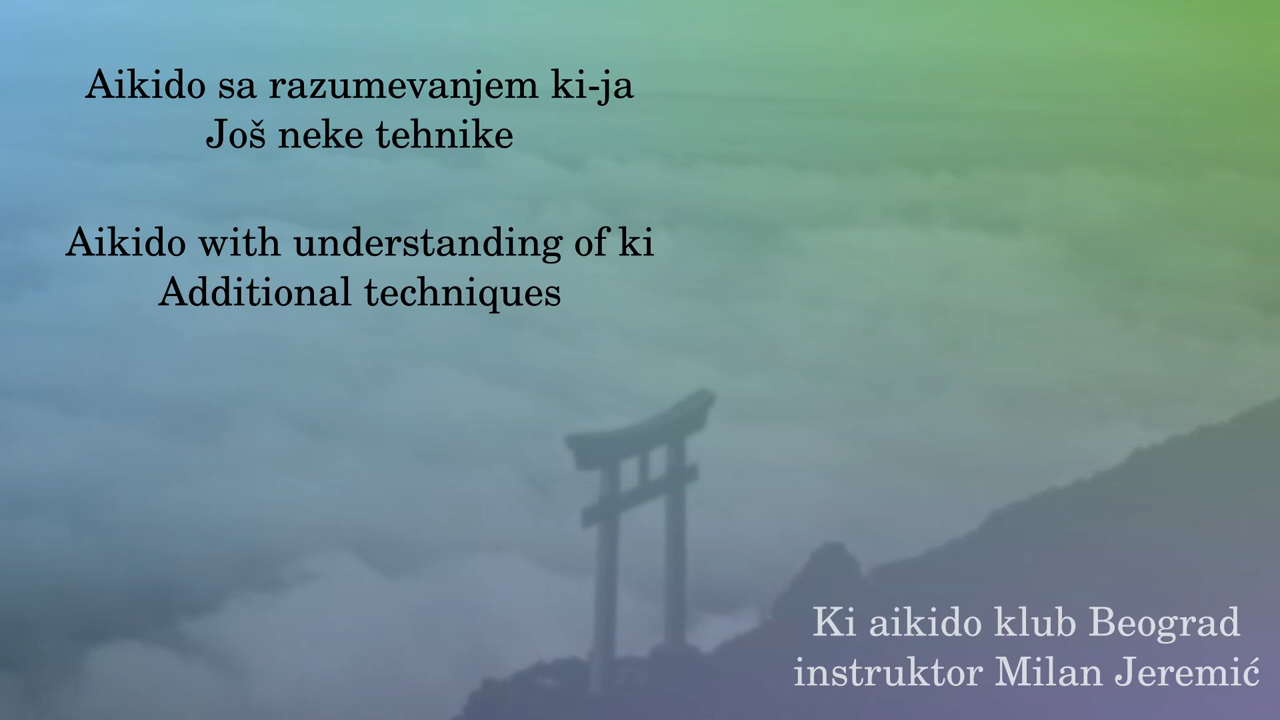 Aikido sa razumevanjem ki-ja
Još neke tehnike
Aikido with understanding of ki
Additional techniques
Ki aikido klub Beograd
instruktor Milan Jeremić